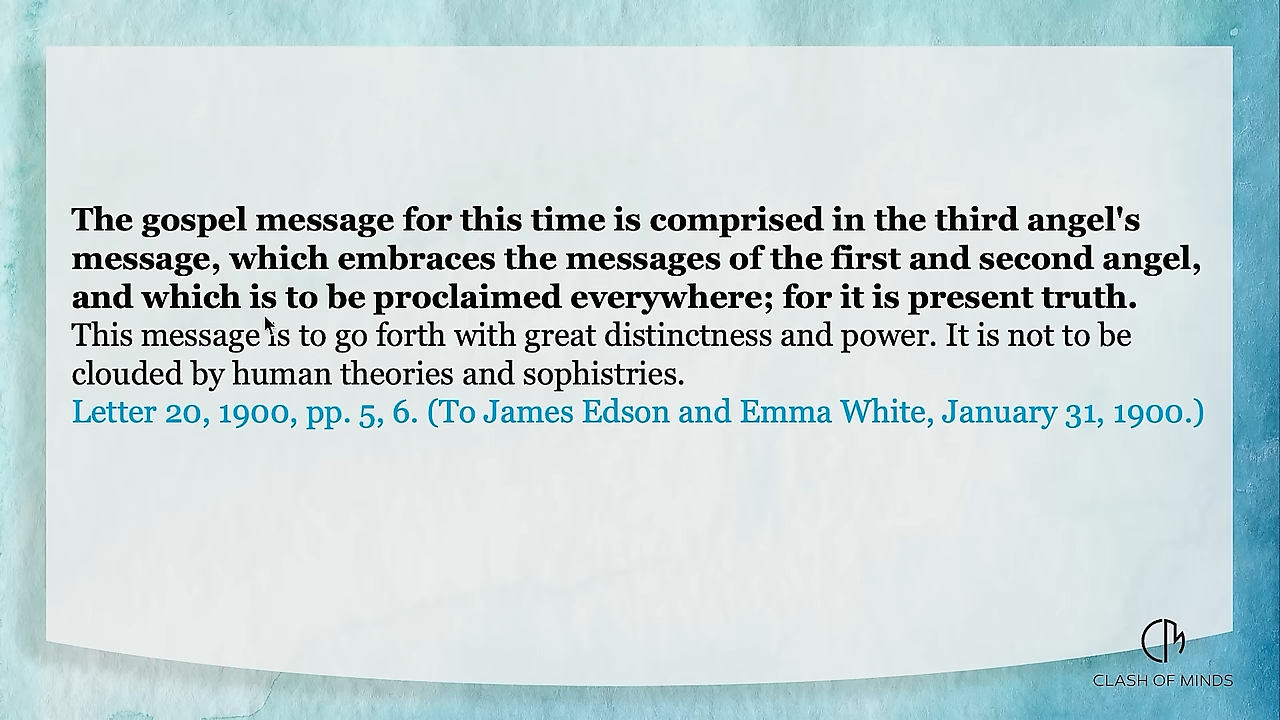 The gospel message for this time is comprised in the third angel's
message, which embraces the messages of the first and second angel,
and which is to be proclaimed everywhere; for it is present truth.
This message is to go forth with great distinctness and power. It is not to be
clouded by human theories and sophistries.
Letter 20, 1900, pp. 5, 6. (To James Edson and Emma White, January 31, 1900.)
CLASH OF MINDS